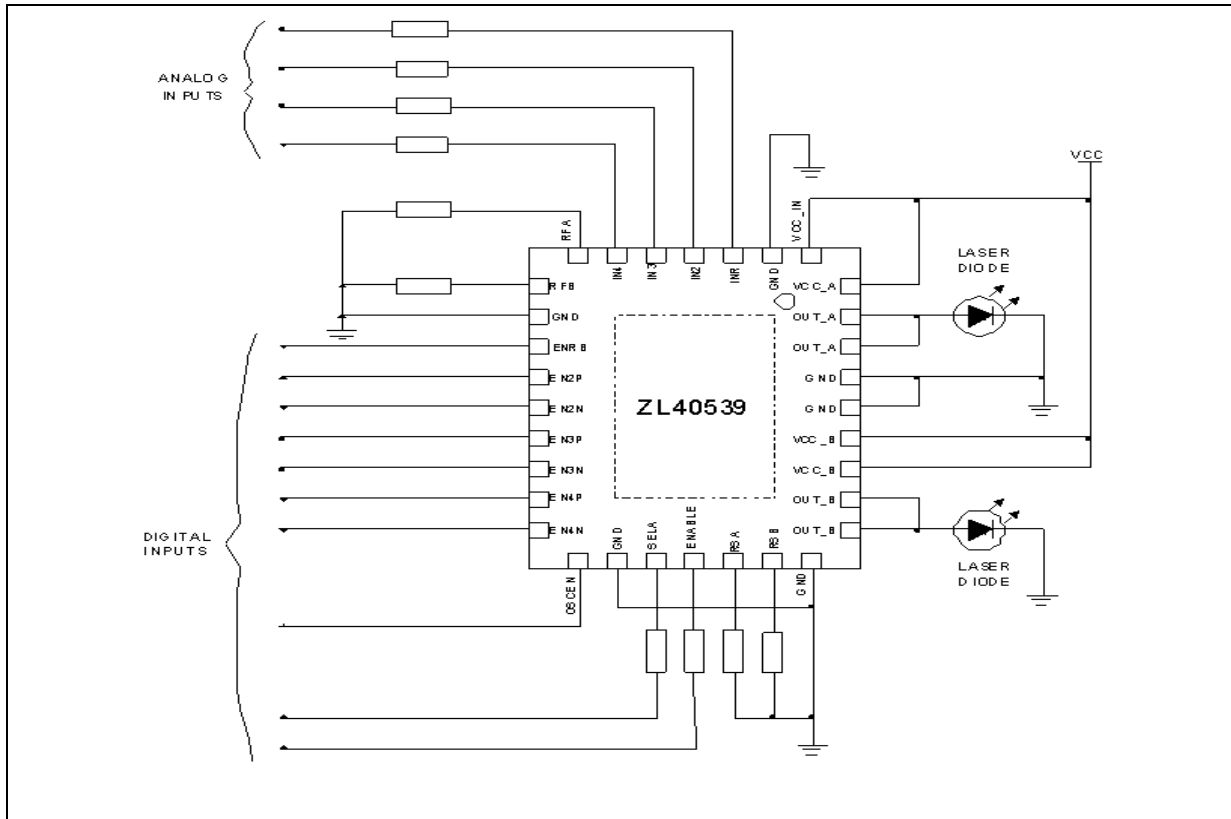 ANALOG
INPUTS
VCC
RFA
IN4
IN3
IN2
INR
GND
VCC_IN
LASER
DIODE
RFB
GND
ENRB
EN2P
EN2N
EN3P
EN3N
EN4P
EN4N
ZL40539
VCC_A
OUT_A
OUT_A
GND
GND
VCC_B
VCC_B
OUT_B
OUT_B
DIGITAL
INPUTS
OSCEN
GND
SELA
ENABLE
RSA
RSB
GND
LASER
DIODE